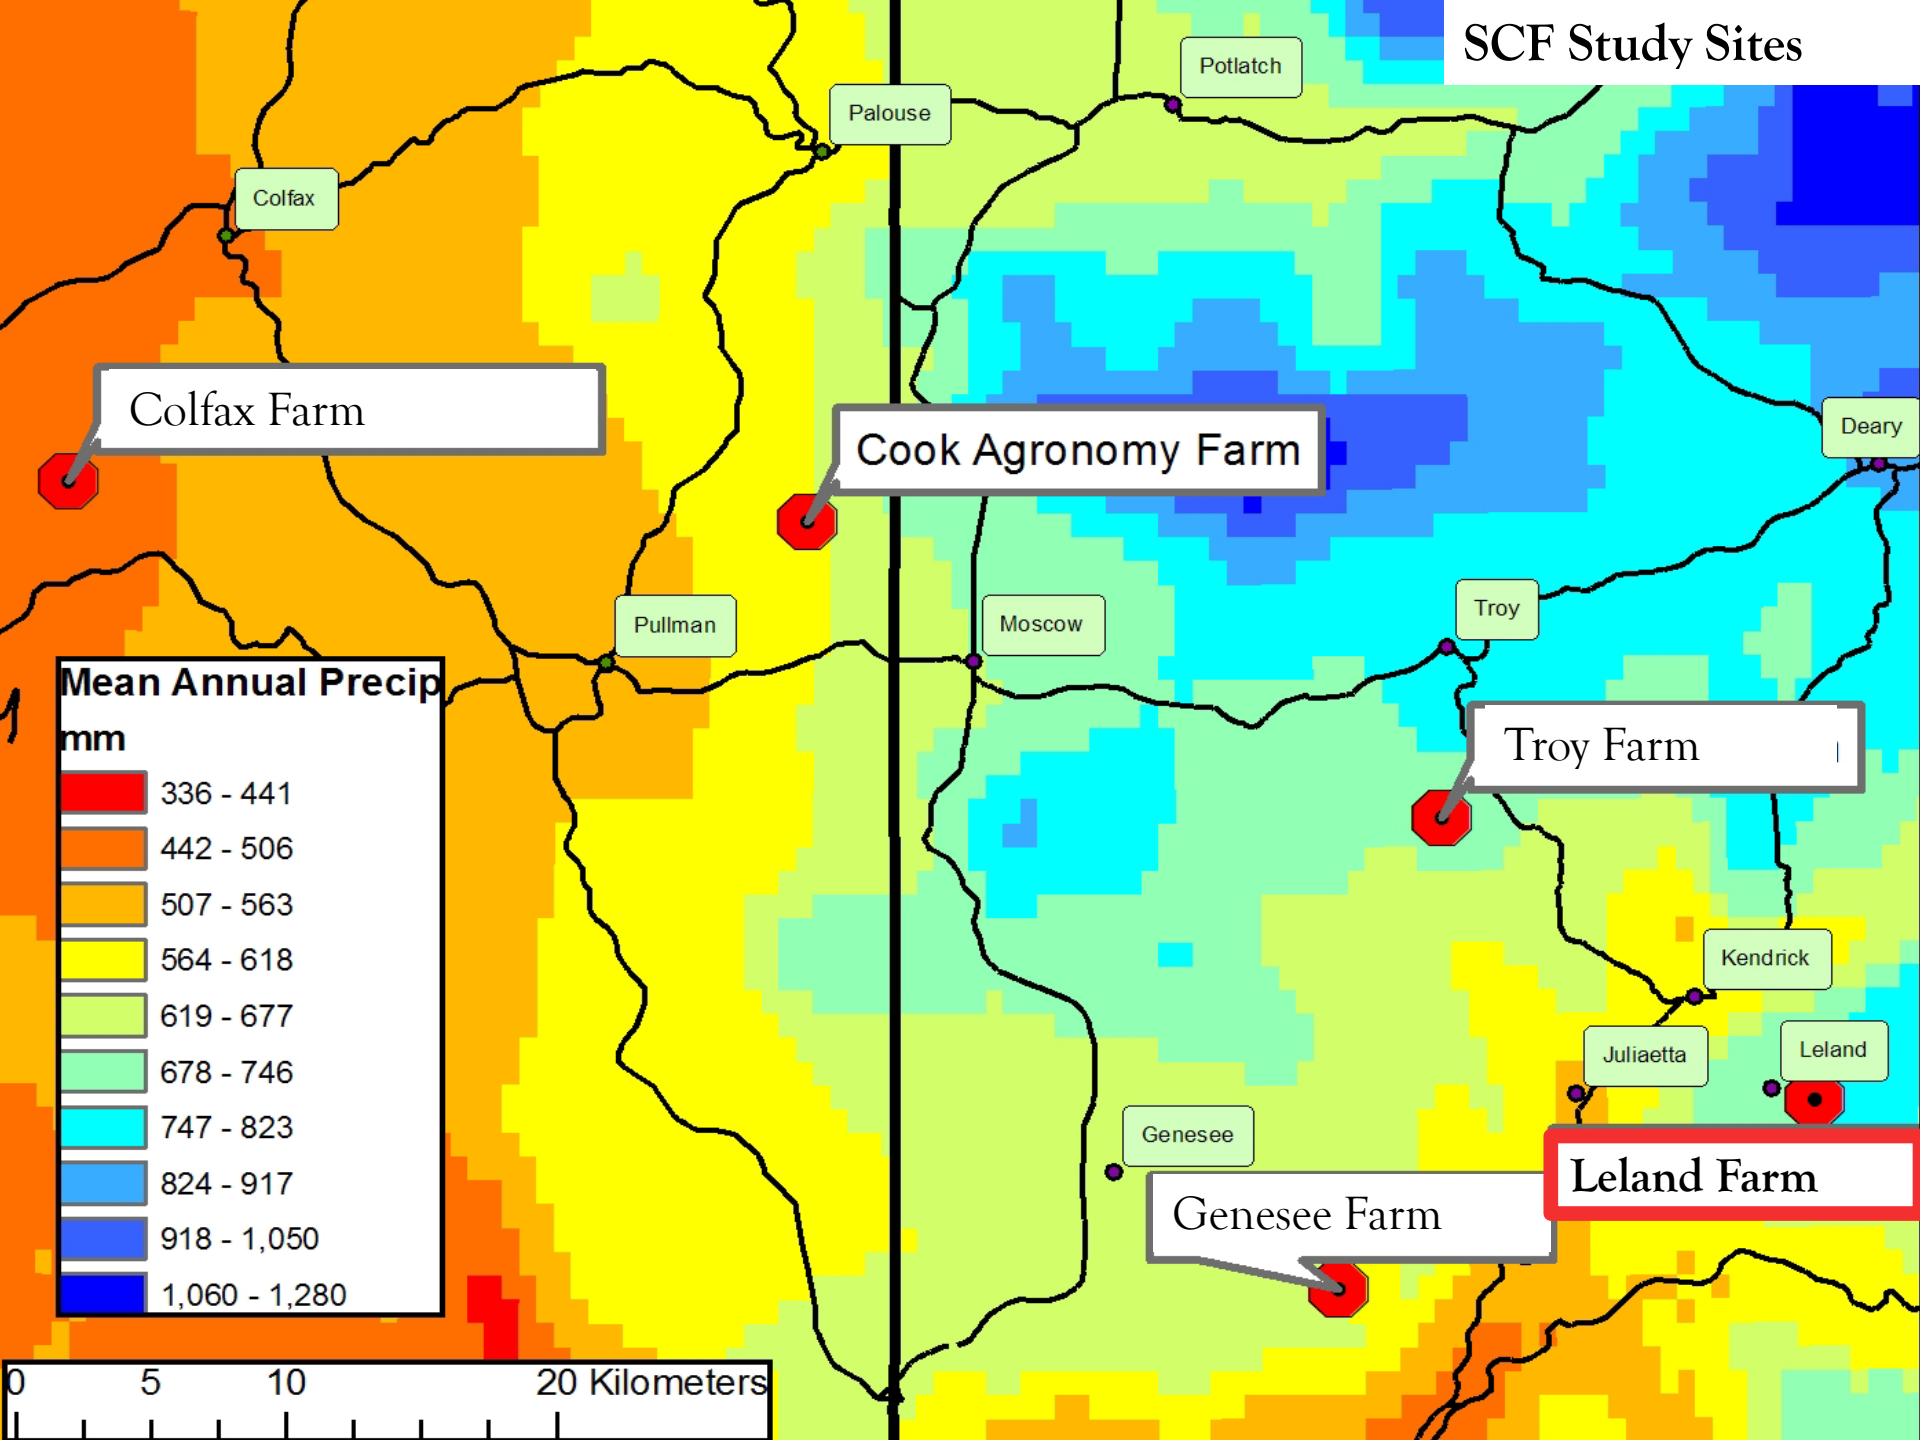 SCF Study Sites
Potlatch
Palouse
Colfax
Colfax Farm
Cook Agronomy Farm
Deary
Pullman
Moscow
Troy
Troy Farm
Mean Annual Precip
mm
336 - 441
442 - 506
507 - 563
564 - 618
619 - 677
678 - 746
747 - 823
824 - 917
918 - 1,050
1,060 - 1,280
Kendrick
Juliaetta
Leland
Genesee
Leland Farm
Genesee Farm
0 5 10 20 Kilometers